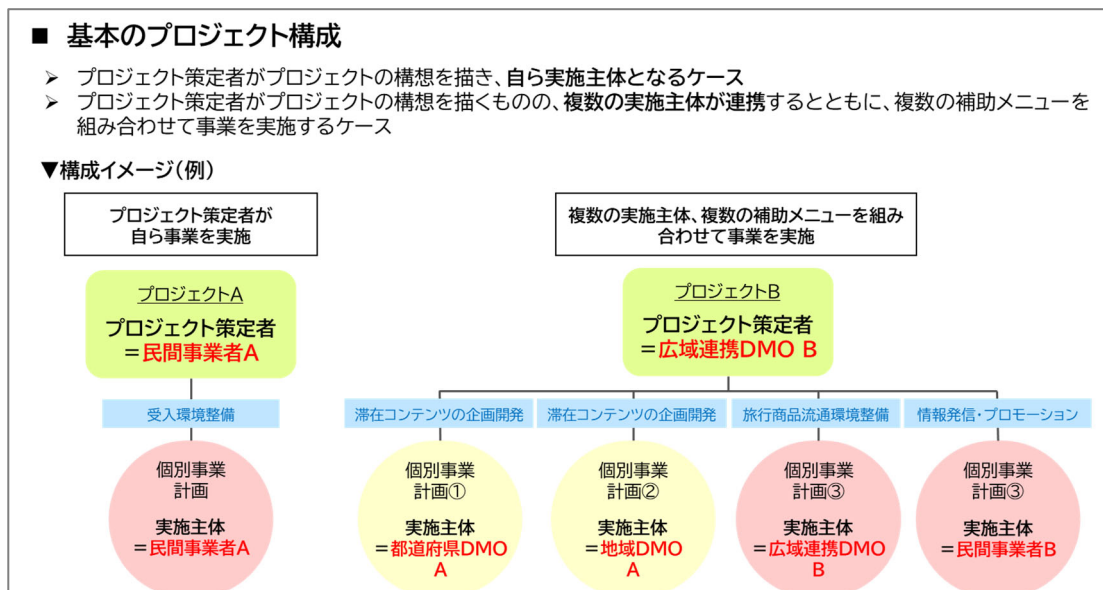 ■ 基本のプロジェクト構成
➢ プロジェクト策定者がプロジェクトの構想を描き、自ら実施主体となるケース
➢ プロジェクト策定者がプロジェクトの構想を描くものの、複数の実施主体が連携するとともに、複数の補助メニューを
組み合わせて事業を実施するケース
▼構成イメージ(例)
プロジェクト策定者が
自ら事業を実施
プロジェクトA
プロジェクト策定者
＝民間事業者A
受入環境整備
個別事業
計画
実施主体
＝民間事業者A
複数の実施主体、複数の補助メニューを組み
合わせて事業を実施
プロジェクトB
プロジェクト策定者
＝広域連携DMO B
滞在コンテンツの企画開発
個別事業
計画①
実施主体
＝都道府県DMO
A
滞在コンテンツの企画開発
個別事業
計画②
実施主体
＝地域DMO
A
旅行商品流通環境整備
個別事業
計画③
実施主体
＝広域連携DMO
B
情報発信・プロモーション
個別事業
計画③
実施主体
＝民間事業者B